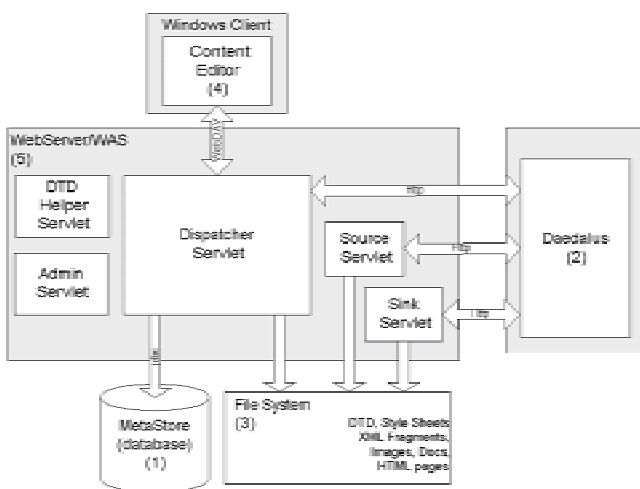 Windows Client
Content
Editor
(4)
WebServer/WAS
(5)
DTD
Helper
Servlet
Admin
Servlet
Dispatcher
Servlet
Source
Servlet
Sink
Servlet
http
Http
Http
Daedalus
(2)
MetaStore
(database)
(1)
File System
(3)
DTD, Style Sheets
XML Fragments,
Images, Docs,
HTML pages